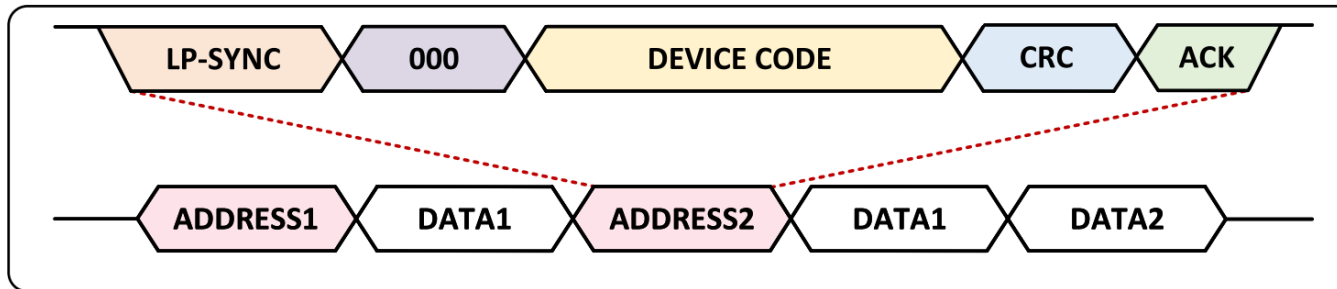 LP-SYNC 000 DEVICE CODE CRC ACK
ADDRESS1 DATA1 ADDRESS2 DATA1 DATA2